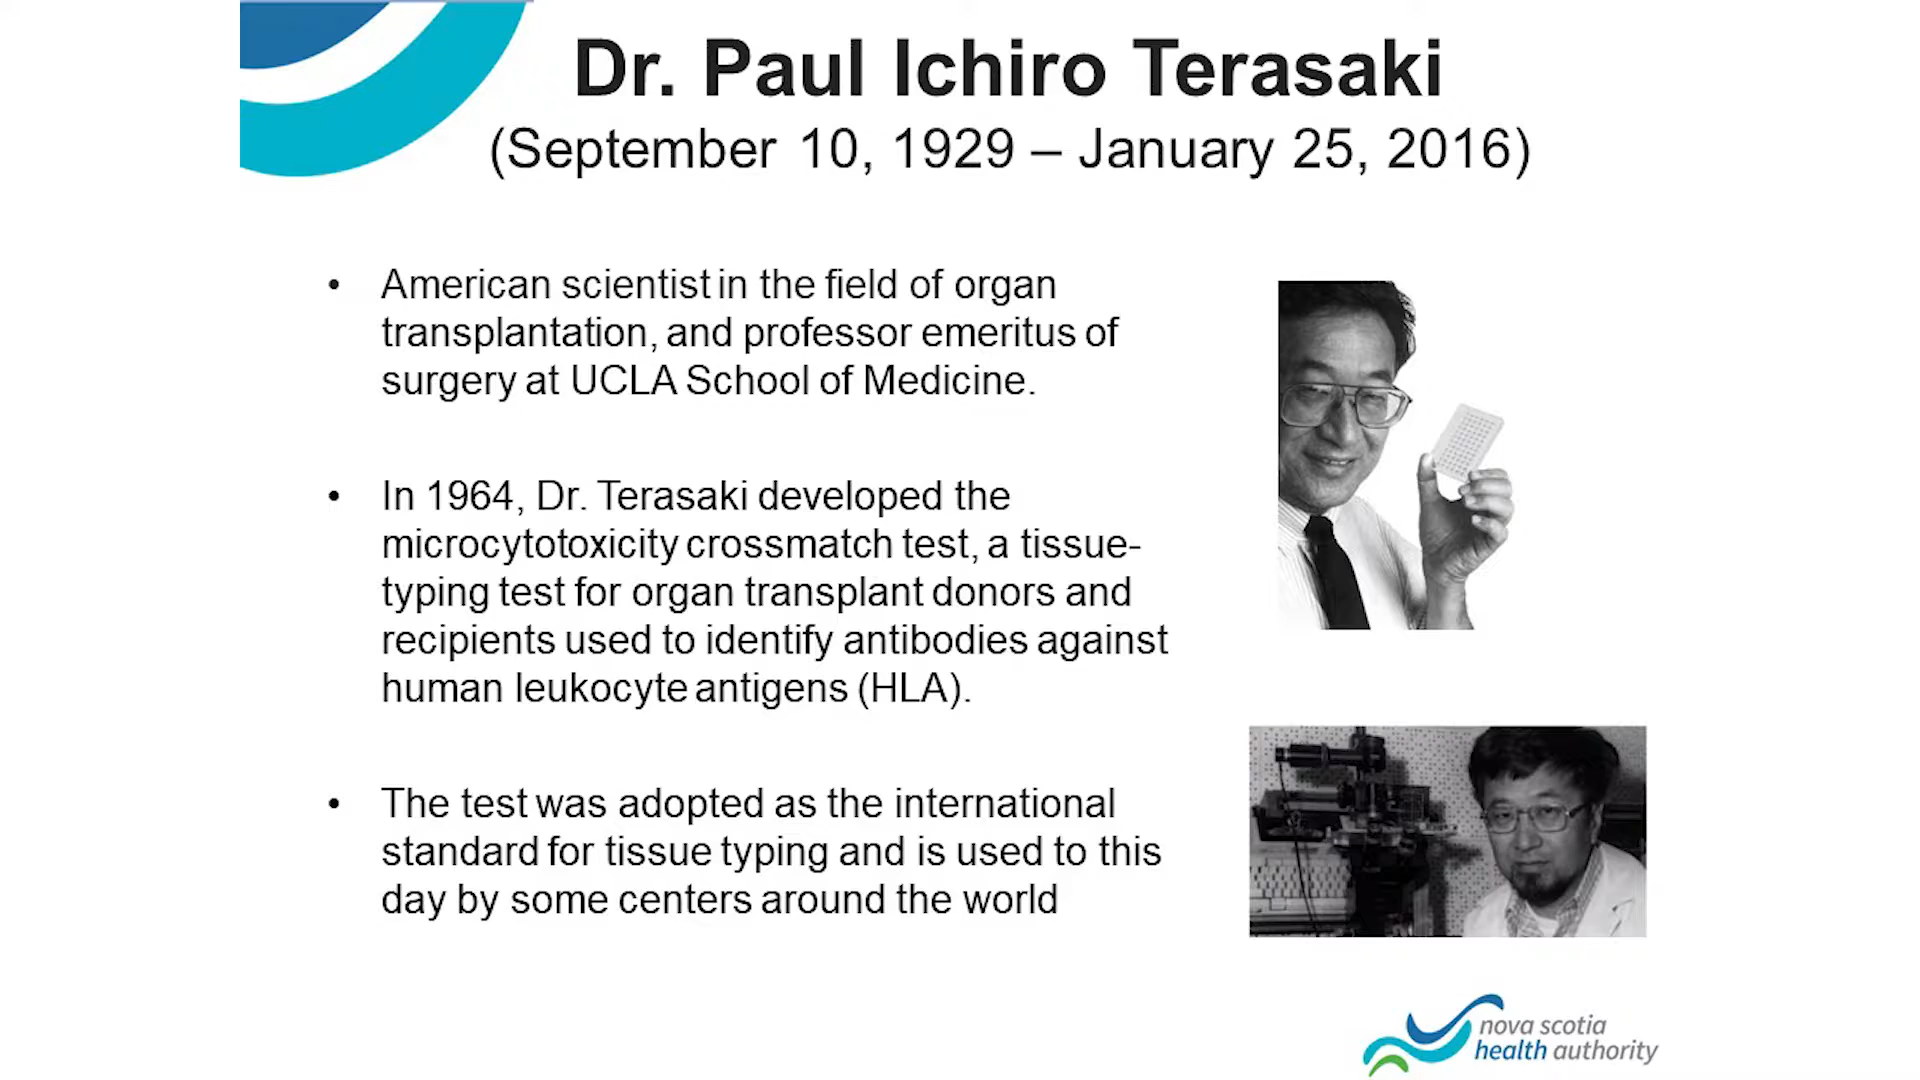 Dr. Paul Ichiro Terasaki
(September 10, 1929 – January 25, 2016)
• American scientist in the field of organ
transplantation, and professor emeritus of
surgery at UCLA School of Medicine.
• In 1964, Dr. Terasaki developed the
microcytotoxicity crossmatch test, a tissue-
typing test for organ transplant donors and
recipients used to identify antibodies against
human leukocyte antigens (HLA).
• The test was adopted as the international
standard for tissue typing and is used to this
day by some centers around the world
nova scotia
health authority